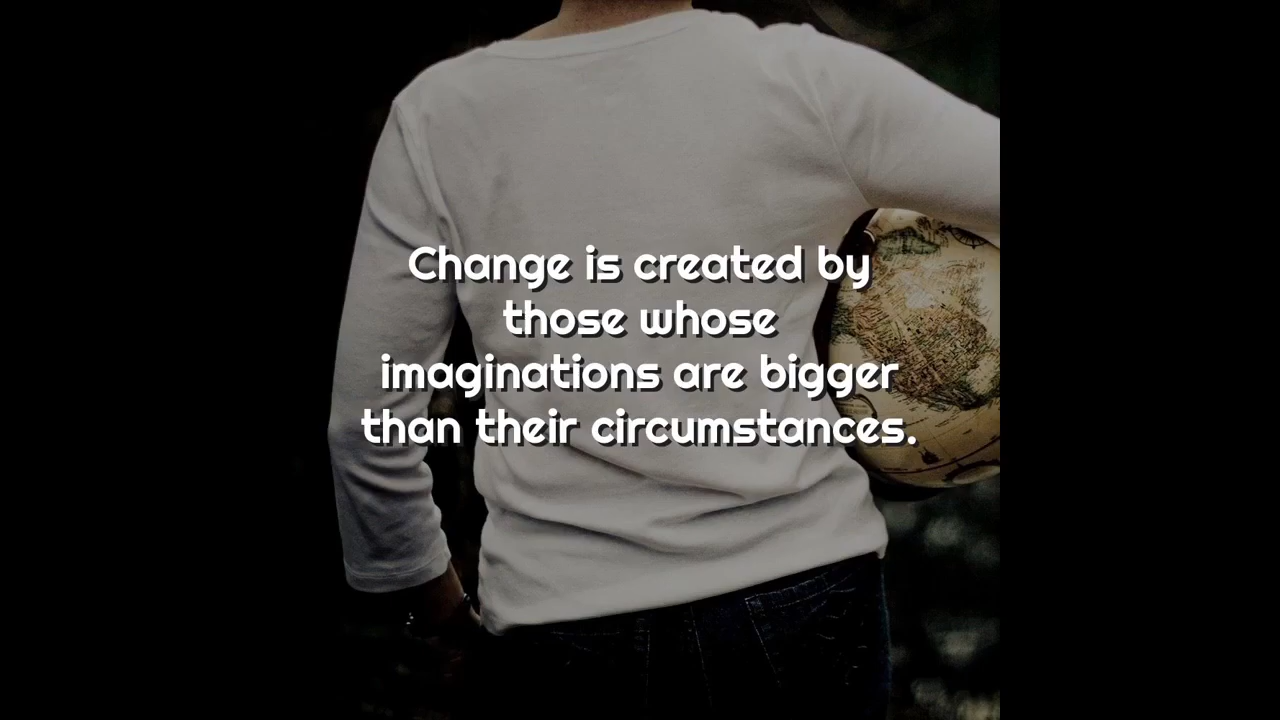 Change is created by
those whose
imaginations are bigger
than their circumstances.